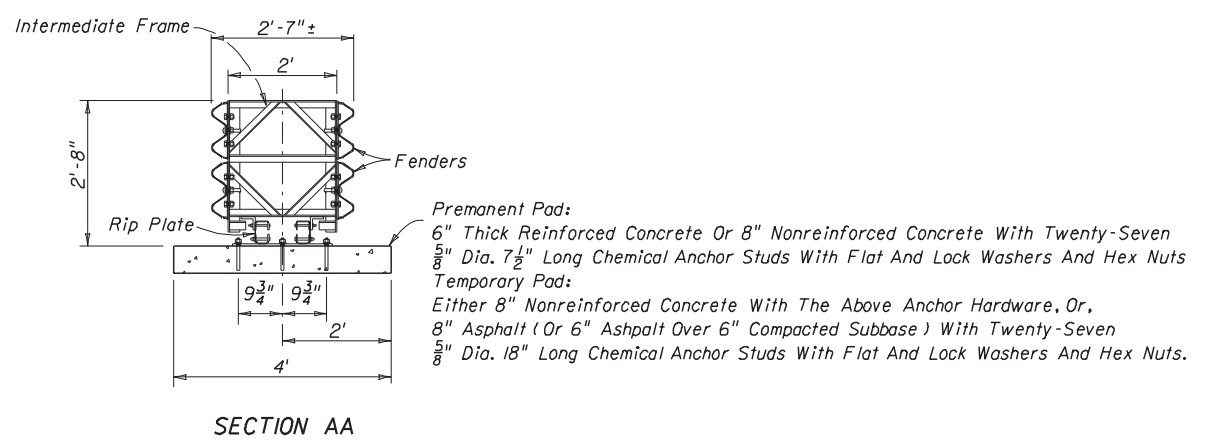 Intermediate Frame
2'-7"±
2'
2'-8"
Fenders
Rip Plate
Premanent Pad:
6" Thick Reinforced Concrete Or 8" Nonreinforced Concrete With Twenty-Seven
5/8" Dia. 7 1/2" Long Chemical Anchor Studs With Flat And Lock Washers And Hex Nuts
Temporary Pad:
Either 8" Nonreinforced Concrete With The Above Anchor Hardware, Or,
8" Asphalt (Or 6" Ashpalt Over 6" Compacted Subbase) With Twenty-Seven
5/8" Dia. 18" Long Chemical Anchor Studs With Flat And Lock Washers And Hex Nuts.
9 3/4" 9 3/4"
2'
4'
SECTION AA